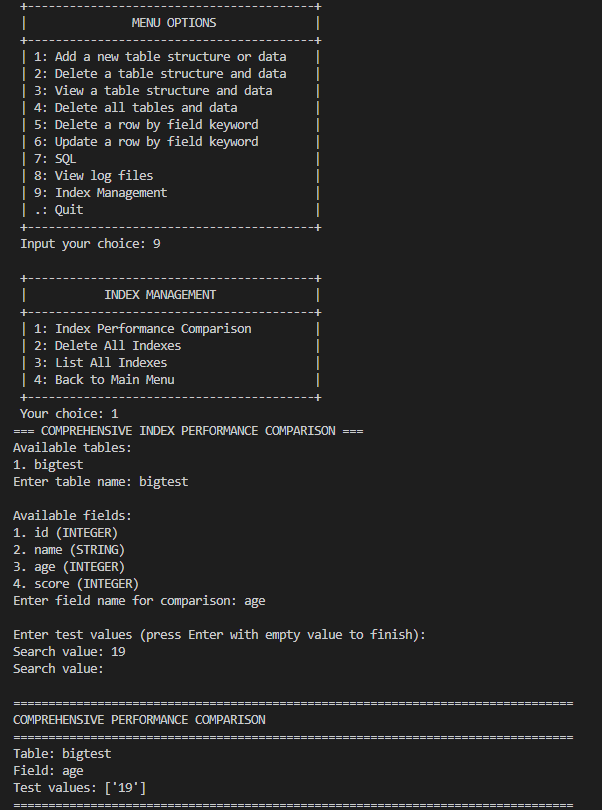 +-----------------------------------------+
|               MENU OPTIONS              |
+-----------------------------------------+
| 1: Add a new table structure or data    |
| 2: Delete a table structure and data    |
| 3: View a table structure and data      |
| 4: Delete all tables and data           |
| 5: Delete a row by field keyword        |
| 6: Update a row by field keyword        |
| 7: SQL                                  |
| 8: View log files                       |
| 9: Index Management                     |
| .: Quit                                 |
+-----------------------------------------+
Input your choice: 9
+-----------------------------------------+
|           INDEX MANAGEMENT              |
+-----------------------------------------+
| 1: Index Performance Comparison         |
| 2: Delete All Indexes                   |
| 3: List All Indexes                     |
| 4: Back to Main Menu                    |
+-----------------------------------------+
Your choice: 1
=== COMPREHENSIVE INDEX PERFORMANCE COMPARISON ===
Available tables:
1. bigtest
Enter table name: bigtest
Available fields:
1. id (INTEGER)
2. name (STRING)
3. age (INTEGER)
4. score (INTEGER)
Enter field name for comparison: age
Enter test values (press Enter with empty value to finish):
Search value: 19
Search value:
================================================================================
COMPREHENSIVE PERFORMANCE COMPARISON
================================================================================
Table: bigtest
Field: age
Test values: ['19']
================================================================================